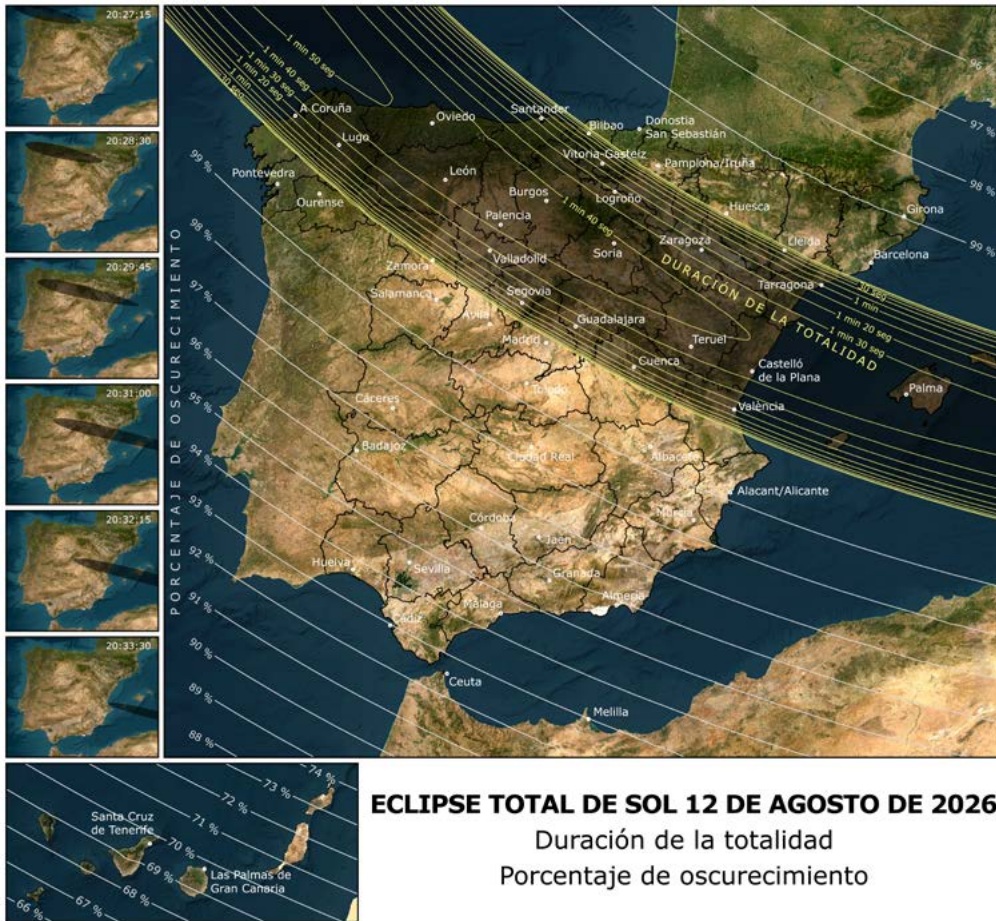 20:27:15
20:28:30
20:29:45
20:31:00
20:32:15
20:33:30
PORCENTAJE DE OSCURECIMIENTO
1 min 50 seg
1 min 40 seg
1 min 30 seg
1 min 20 seg
1 min
30 seg
A Coruña
Lugo
Oviedo
Santander
Bilbao
Donostia
San Sebastián
Vitoria-Gasteiz
Pamplona/Iruña
Pontevedra
Ourense
León
Burgos
Logroño
Palencia
1 min 40 seg
Huesca
Girona
Zaragoza
Lleida
Barcelona
Soria
Valladolid
Zamora
Tarragona
Salamanca
Segovia
Ávila
Guadalajara
Madrid
DURACIÓN DE LA TOTALIDAD
30 seg
1 min
1 min 20 seg
1 min 30 seg
Teruel
Cuenca
Castelló
de la Plana
Toledo
Palma
Cáceres
València
Badajoz
Ciudad Real
Albacete
Alacant/Alicante
Murcia
Córdoba
Jaén
Huelva
Sevilla
Granada
Málaga
Almería
Cádiz
Ceuta
Melilla
96 %
97 %
98 %
99 %
99 %
98 %
97 %
96 %
95 %
94 %
93 %
92 %
91 %
90 %
89 %
88 %
74 %
73 %
72 %
71 %
70 %
69 %
68 %
67 %
66 %
Santa Cruz
de Tenerife
Las Palmas de
Gran Canaria
ECLIPSE TOTAL DE SOL 12 DE AGOSTO DE 2026
Duración de la totalidad
Porcentaje de oscurecimiento